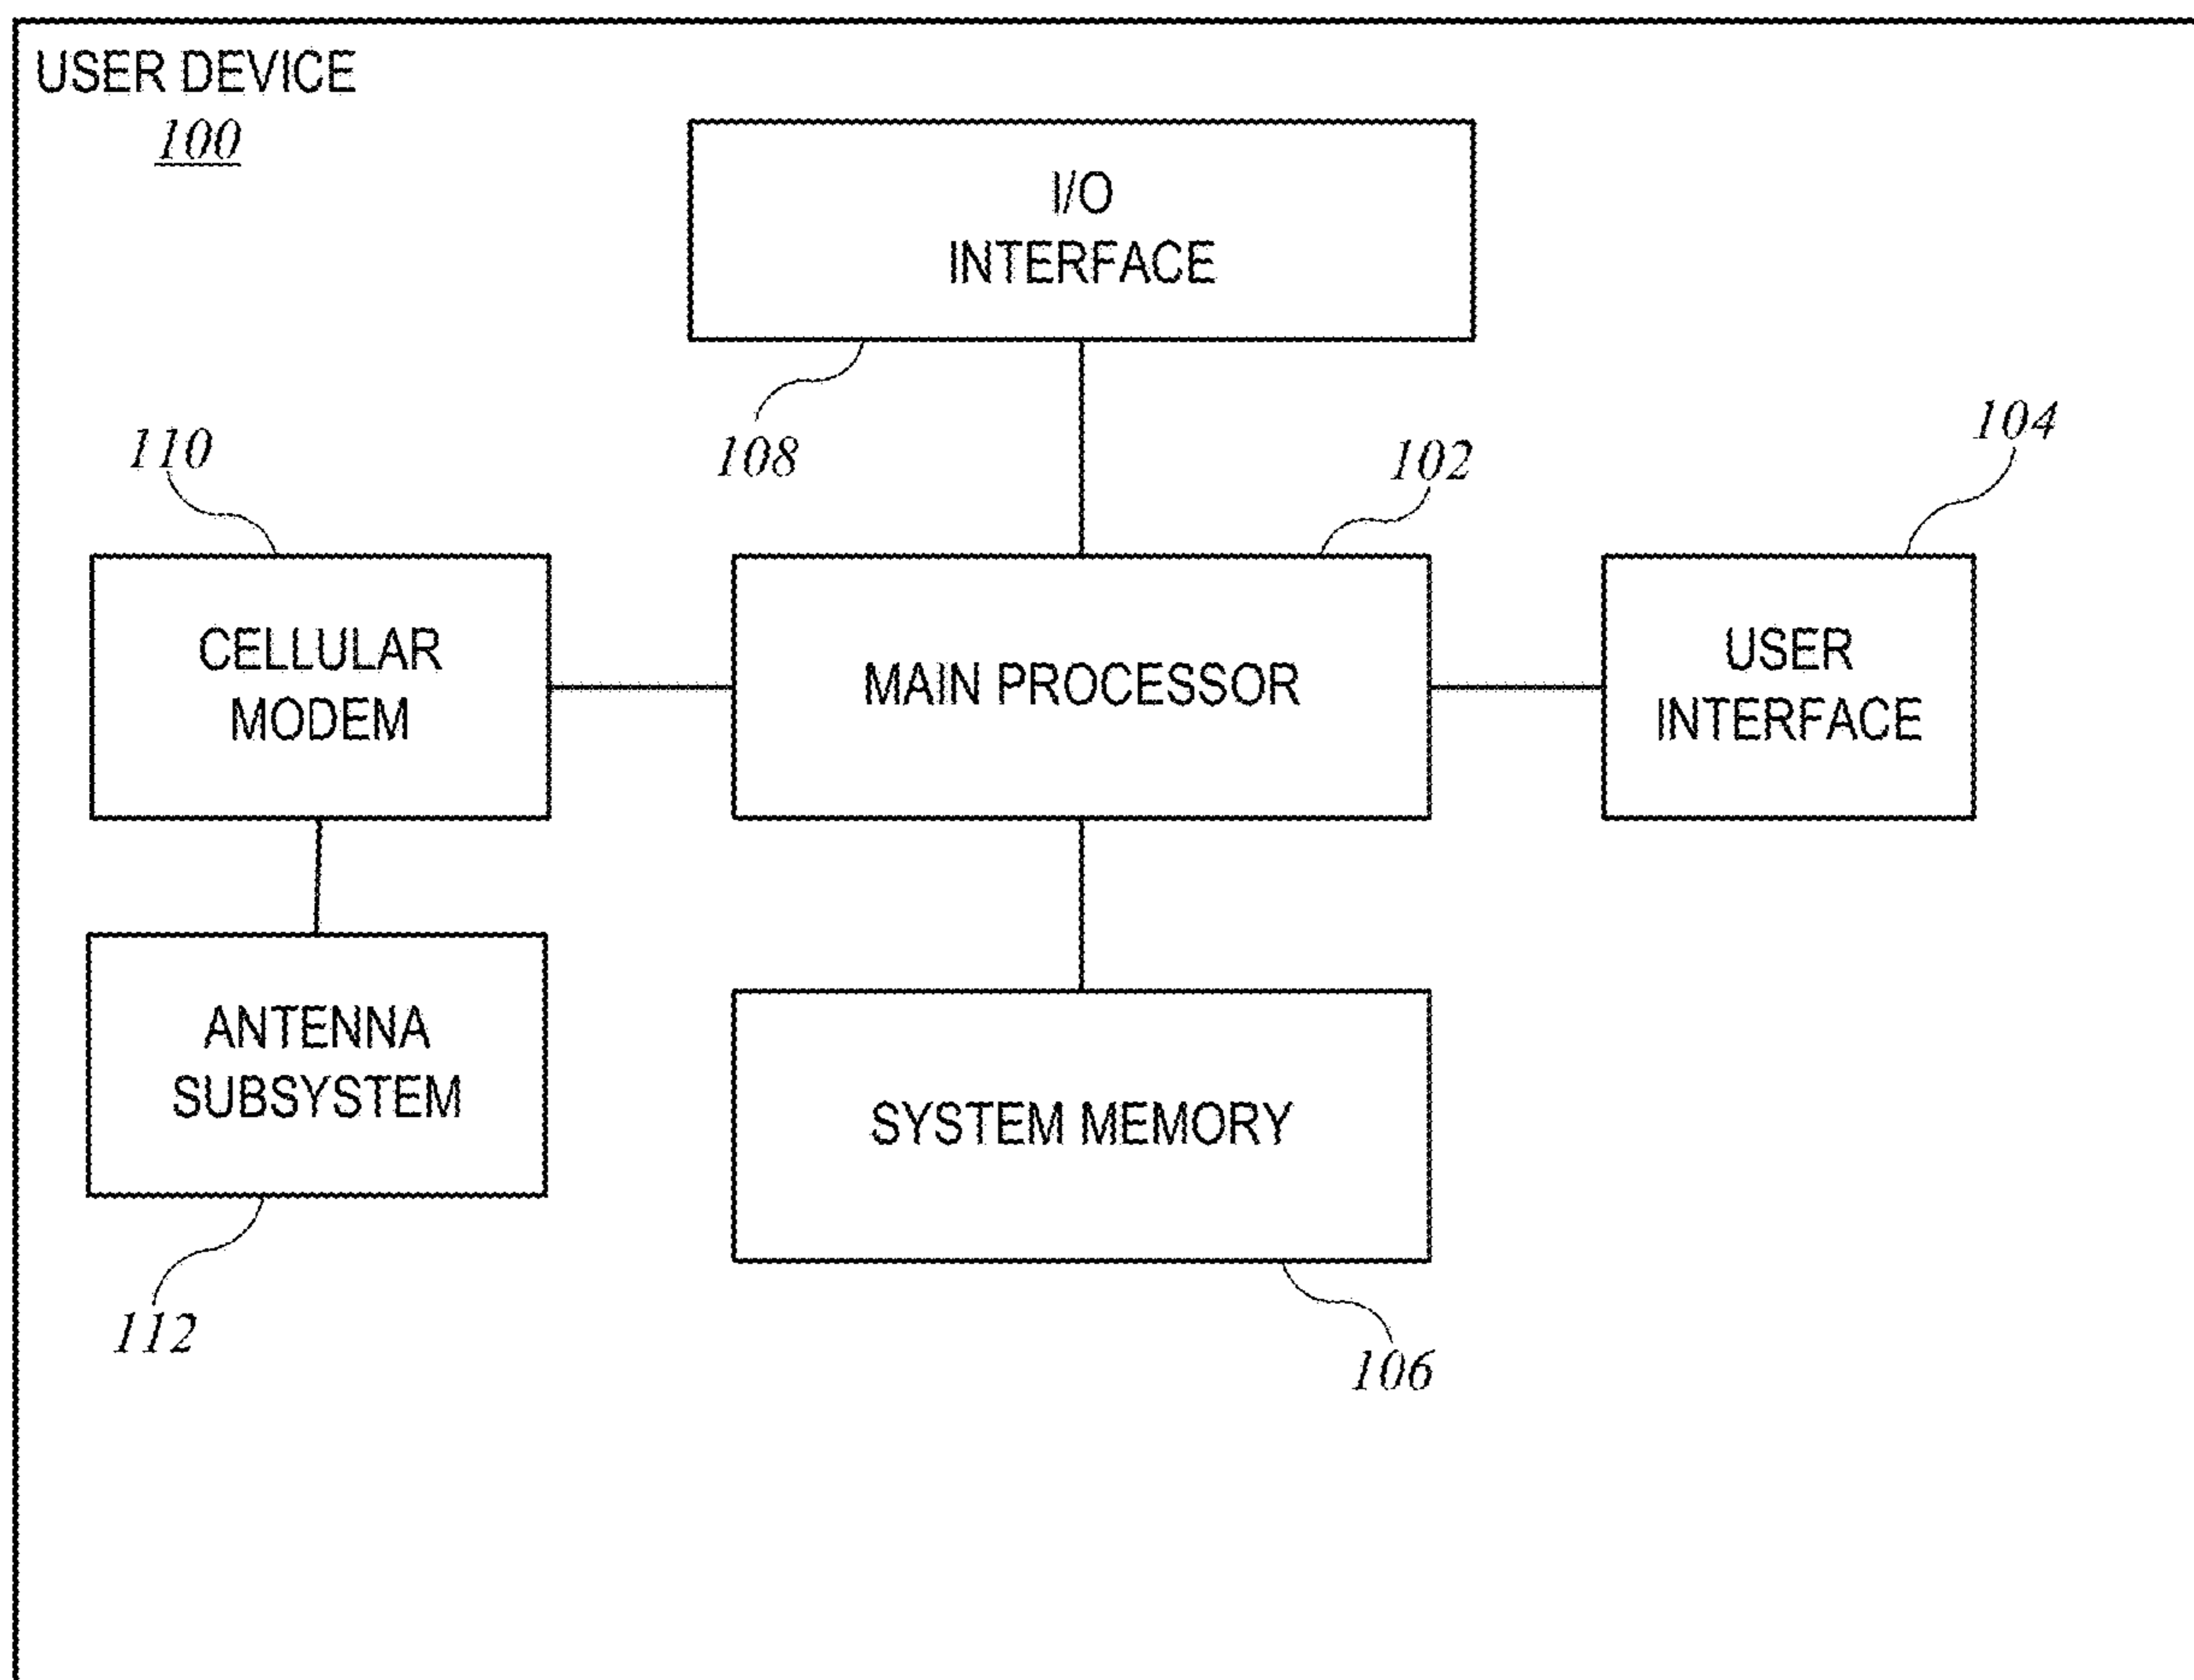 USER DEVICE
100
I/O
INTERFACE
108
110
102
104
CELLULAR
MODEM
MAIN PROCESSOR
USER
INTERFACE
ANTENNA
SUBSYSTEM
SYSTEM MEMORY
112
106